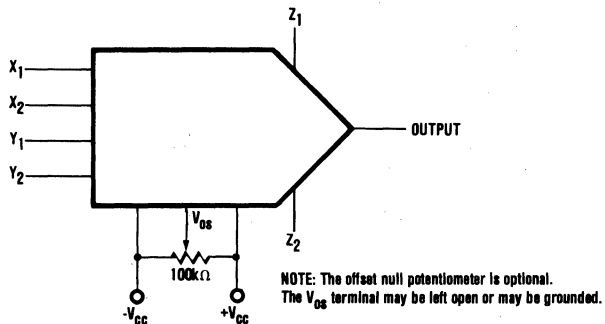 Z1
X1
X2
Y1
Y2
OUTPUT
Vos
Z2
100kΩ
-Vcc
+Vcc
NOTE: The offset null potentiometer is optional.
The Vos terminal may be left open or may be grounded.